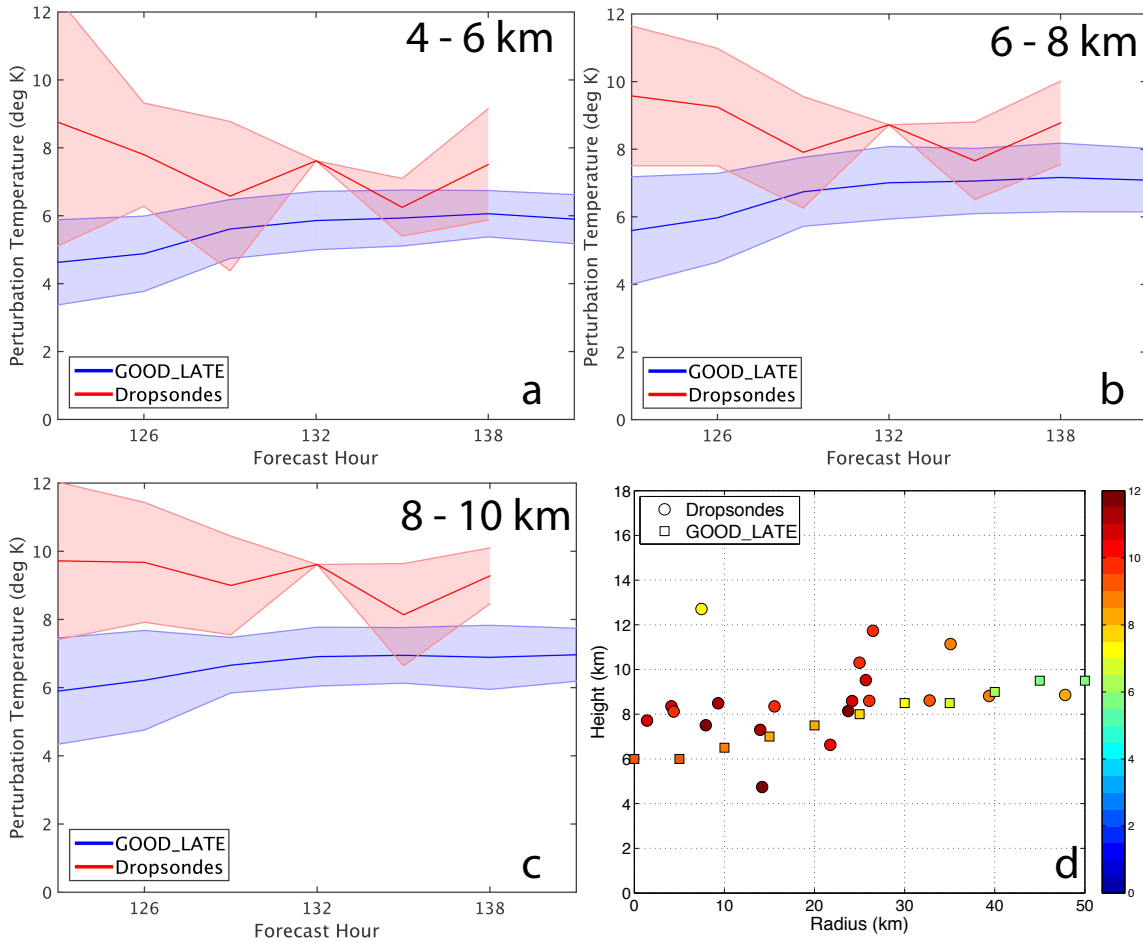 4 - 6 km
12
10
8
6
4
2
0
Perturbation Temperature (deg K)
GOOD_LATE
Dropsondes
a
126
132
138
Forecast Hour
6 - 8 km
12
10
8
6
4
2
0
Perturbation Temperature (deg K)
GOOD_LATE
Dropsondes
b
126
132
138
Forecast Hour
8 - 10 km
12
10
8
6
4
2
0
Perturbation Temperature (deg K)
GOOD_LATE
Dropsondes
c
126
132
138
Forecast Hour
18
16
14
12
10
8
6
4
2
0
Height (km)
Dropsondes
GOOD_LATE
d
0
10
20
30
40
50
Radius (km)
12
10
8
6
4
2
0